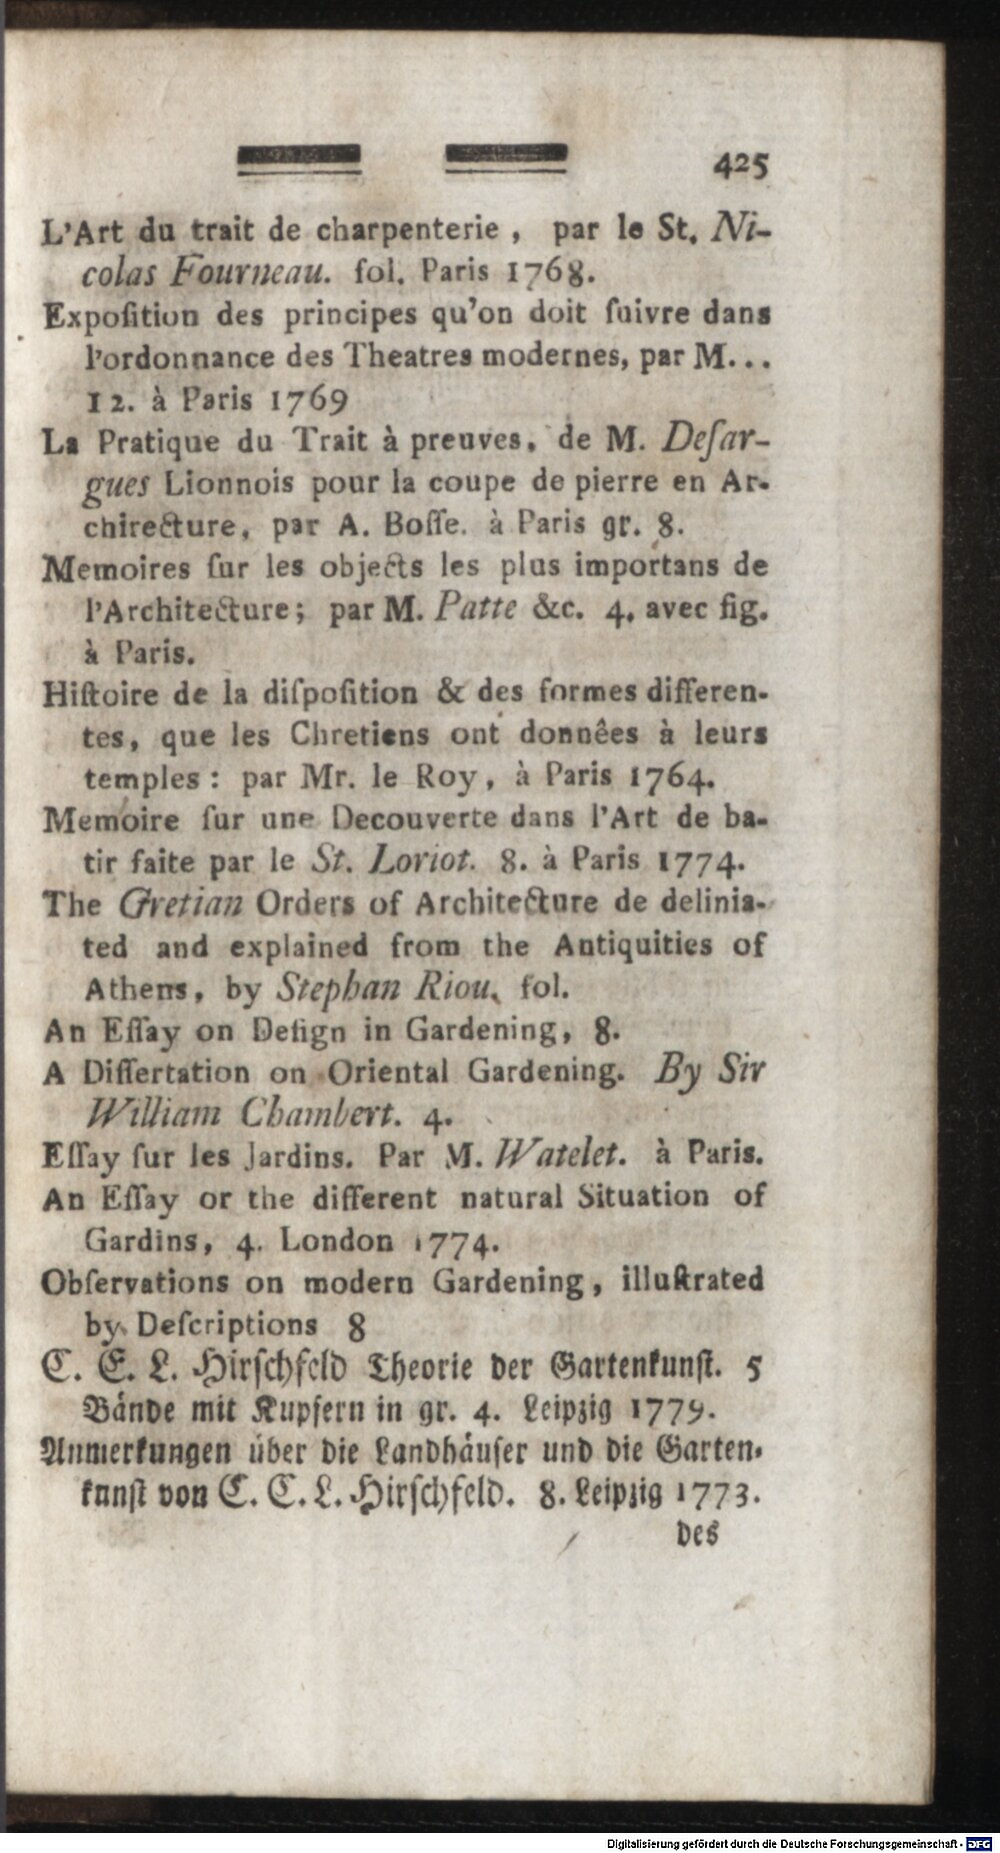 425
L'Art du trait de charpenterie, par le St. Ni-
colas Fourneau. fol. Paris 1768.
Expoſition des principes qu'on doit ſuivre dans
l'ordonnance des Theatres modernes, par M...
12. à Paris 1769
La Pratique du Trait à preuves, de M. Deſar-
gues Lionnois pour la coupe de pierre en Ar-
chirecture, par A. Boſſe. à Paris gr. 8.
Memoires ſur les objects les plus importans de
l'Architecture; par M. Patte &c. 4. avec fig.
à Paris.
Hiſtoire de la diſpoſition & des formes differen-
tes, que les Chretiens ont donnêes à leurs
temples: par Mr. le Roy, à Paris 1764.
Memoire ſur une Decouverte dans l'Art de ba-
tir faite par le St. Loriot. 8. à Paris 1774.
The Gretian Orders of Architecture de delinia-
ted and explained from the Antiquities of
Athens, by Stephan Riou. fol.
An Eſſay on Deſign in Gardening, 8.
A Diſſertation on Oriental Gardening. By Sir
William Chambert. 4.
Eſſay ſur les Jardins. Par M. Watelet. à Paris.
An Eſſay or the different natural Situation of
Gardins, 4. London 1774.
Obſervations on modern Gardening, illuſtrated
by Deſcriptions 8
C. E. L. Hirſchfeld Theorie der Gartenkunſt. 5
Bände mit Kupfern in gr. 4. Leipzig 1779.
Anmerkungen über die Landhäuſer und die Garten-
kunſt von C. C. L. Hirſchfeld. 8. Leipzig 1773.
des
Digitalisierung gefördert durch die Deutsche Forschungsgemeinschaft - DFG